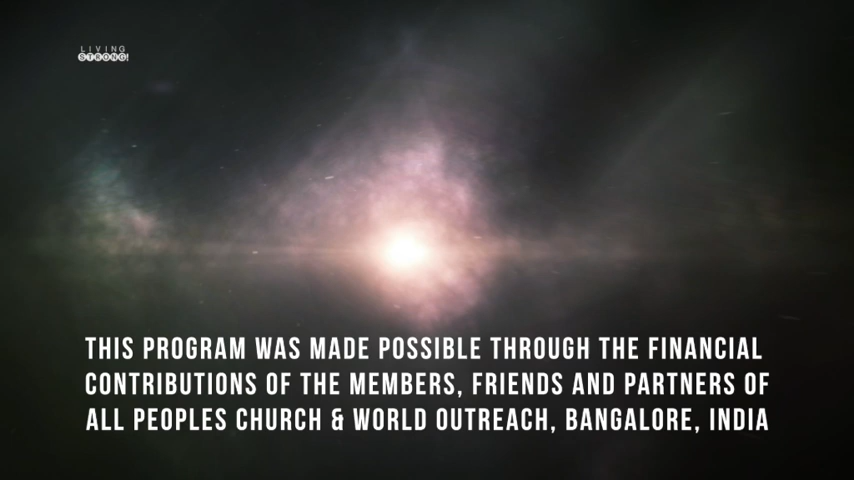 LIVING
STRONG!
THIS PROGRAM WAS MADE POSSIBLE THROUGH THE FINANCIAL
CONTRIBUTIONS OF THE MEMBERS, FRIENDS AND PARTNERS OF
ALL PEOPLES CHURCH & WORLD OUTREACH, BANGALORE, INDIA